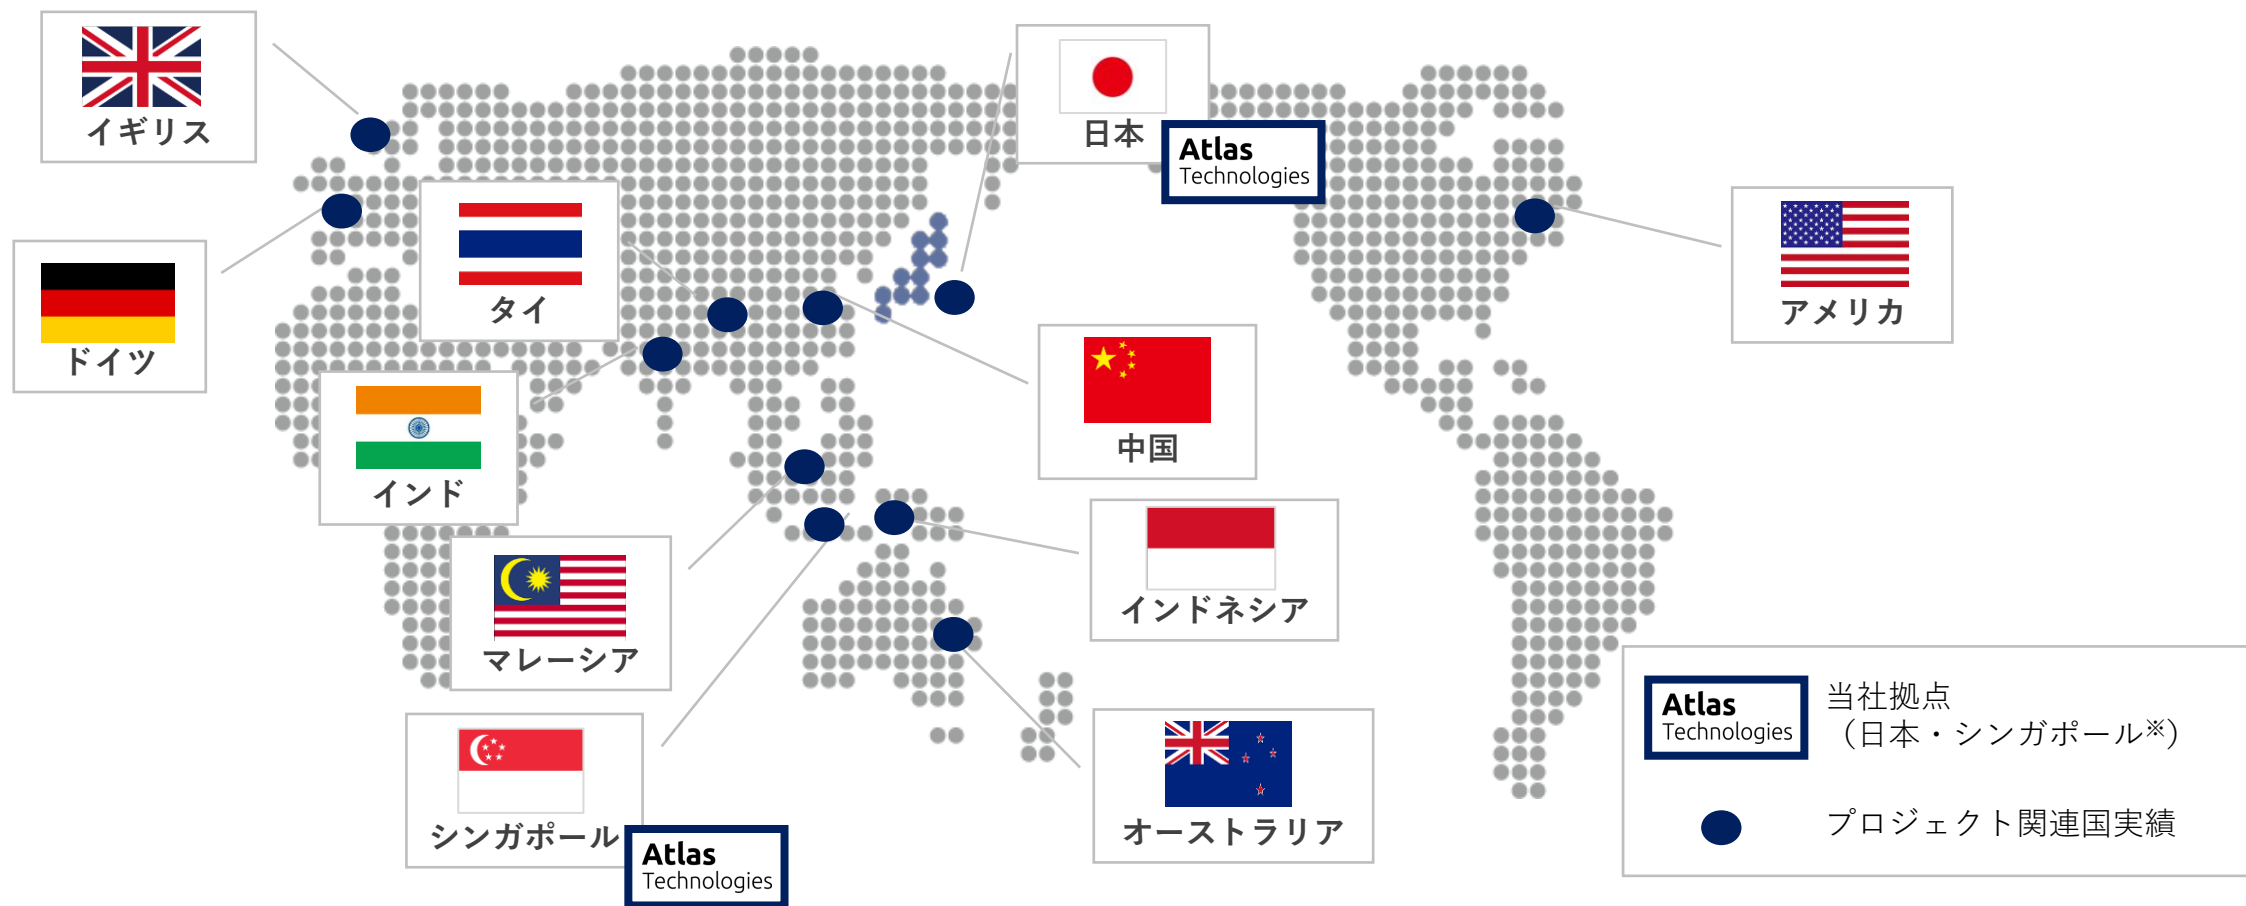 イギリス
日本
Atlas
Technologies
ドイツ
タイ
アメリカ
インド
中国
マレーシア
インドネシア
シンガポール
Atlas
Technologies
オーストラリア
Atlas
Technologies
当社拠点
（日本・シンガポール※）
プロジェクト関連国実績